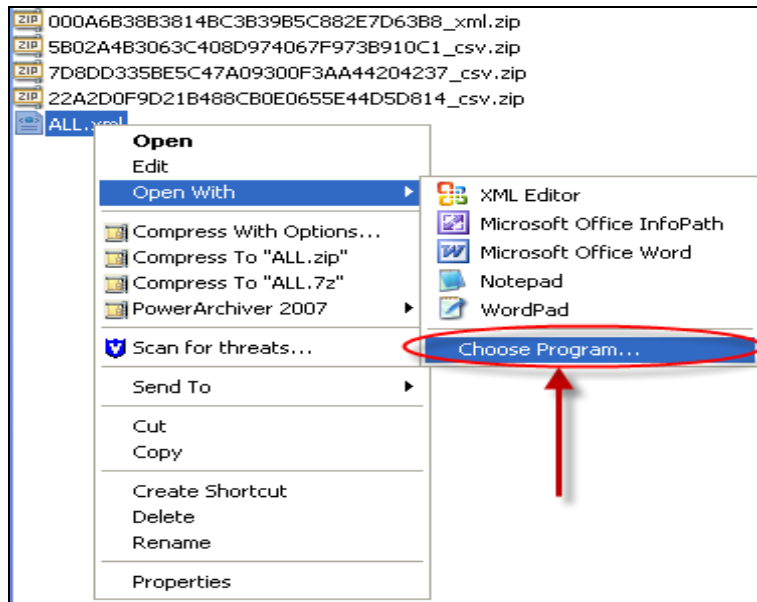 000A6B38B3814BC3B39B5C882E7D63B8_xml.zip
5B02A4B3063C408D974067F973B910C1_csv.zip
7D8DD335BE5C47A09300F3AA44204237_csv.zip
22A2D0F9D21B488CB0E0655E44D5D814_csv.zip
ALL.xml
Open
Edit
Open With
Compress With Options...
Compress To "ALL.zip"
Compress To "ALL.7z"
PowerArchiver 2007
Scan for threats...
Send To
Cut
Copy
Create Shortcut
Delete
Rename
Properties
XML Editor
Microsoft Office InfoPath
Microsoft Office Word
Notepad
WordPad
Choose Program...